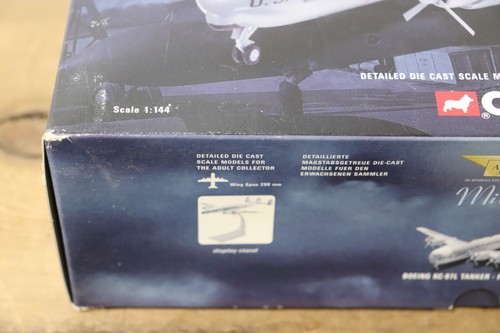 DETAILED DIE CAST SCALE M
Scale 1:144
®
DETAILED DIE CAST
SCALE MODELS FOR
THE ADULT COLLECTOR
Wing Span 298 mm
display stand
DETAILLIERTE
MASSTABSGETREUE DIE-CAST
MODELLE FUER DEN
ERWACHSENEN SAMMLER
BOEING KC-97L TANKER -